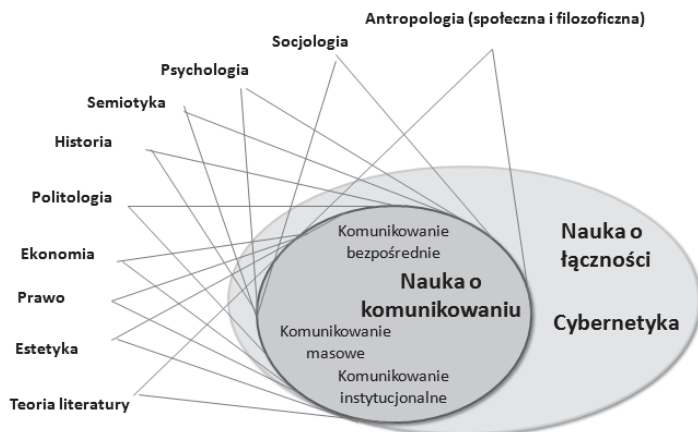 Antropologia (społeczna i filozoficzna)
Socjologia
Psychologia
Semiotyka
Historia
Politologia
Ekonomia
Prawo
Estetyka
Teoria literatury
Komunikowanie
bezpośrednie
Nauka o
komunikowaniu
Komunikowanie
masowe
Komunikowanie
instytucjonalne
Nauka o
łączności
Cybernetyka